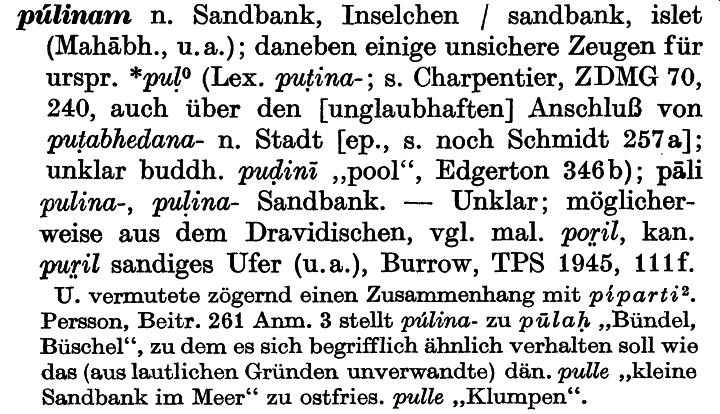 púlinam n. Sandbank, Inselchen / sandbank, islet
(Mahābh., u. a.); daneben einige unsichere Zeugen für
urspr. *puḷ⁰ (Lex. puṭina-; s. Charpentier, ZDMG 70,
240, auch über den [unglaubhaften] Anschluß von
puṭabhedana- n. Stadt [ep., s. noch Schmidt 257a];
unklar buddh. puḍinī „pool“, Edgerton 346b); pāli
pulina-, puḷina- Sandbank. — Unklar; möglicher-
weise aus dem Dravidischen, vgl. mal. poṟil, kan.
puṟil sandiges Ufer (u. a.), Burrow, TPS 1945, 111f.
U. vermutete zögernd einen Zusammenhang mit píparti².
Persson, Beitr. 261 Anm. 3 stellt púlina- zu pūlaḥ „Bündel,
Büschel“, zu dem es sich begrifflich ähnlich verhalten soll wie
das (aus lautlichen Gründen unverwandte) dän. pulle „kleine
Sandbank im Meer“ zu ostfries. pulle „Klumpen“.